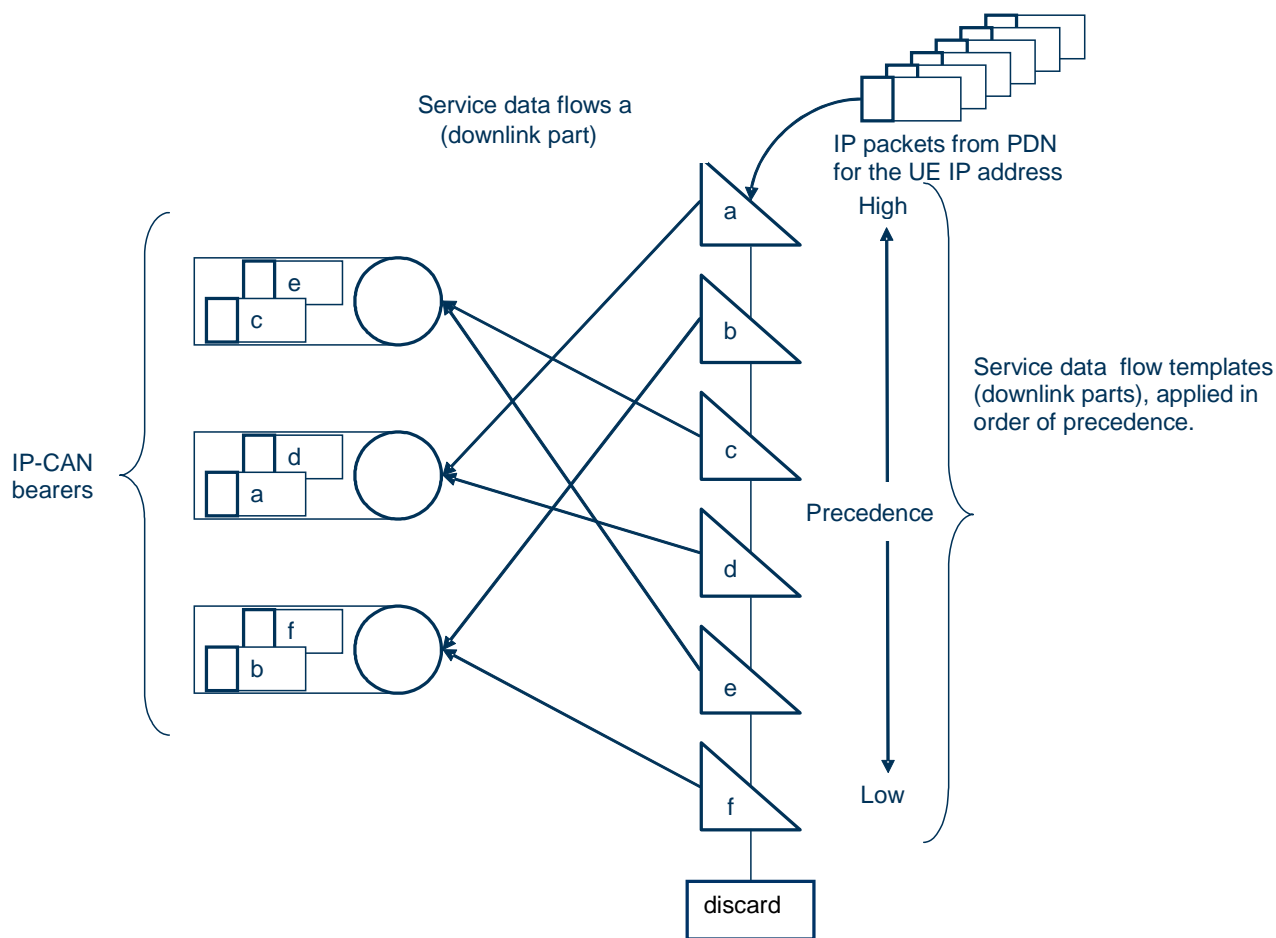 Service data flows a
(downlink part)
IP packets from PDN
for the UE IP address
High
a
b
c
d
e
f
Precedence
Low
Service data  flow templates
(downlink parts), applied in
order of precedence.
IP-CAN
bearers
e
c
d
a
f
b
discard